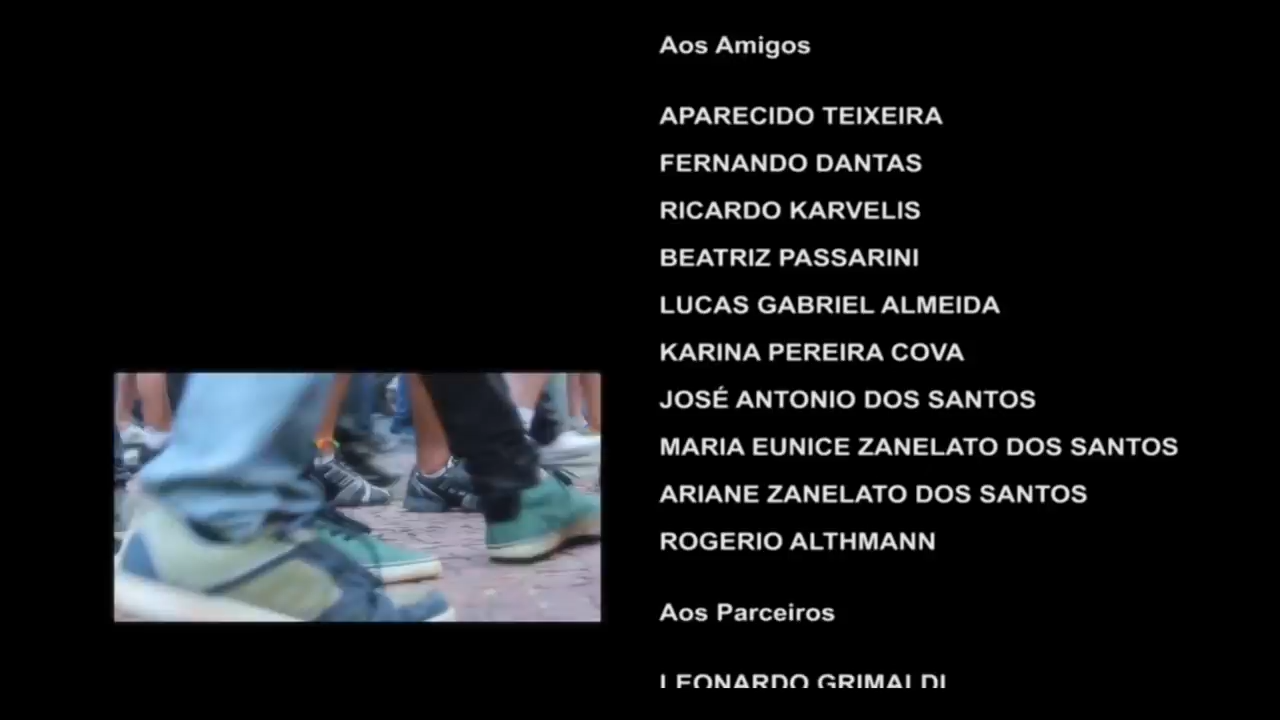 Aos Amigos
APARECIDO TEIXEIRA
FERNANDO DANTAS
RICARDO KARVELIS
BEATRIZ PASSARINI
LUCAS GABRIEL ALMEIDA
KARINA PEREIRA COVA
JOSÉ ANTONIO DOS SANTOS
MARIA EUNICE ZANELATO DOS SANTOS
ARIANE ZANELATO DOS SANTOS
ROGERIO ALTHMANN
Aos Parceiros
LEONARDO GRIMALDI